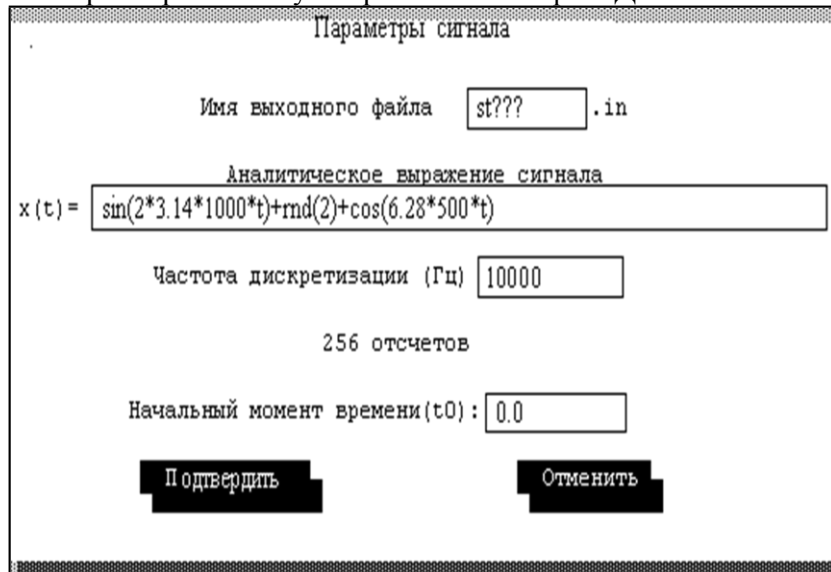 Параметры сигнала
Имя выходного файла st??? .in
Аналитическое выражение сигнала
x(t)= sin(2*3.14*1000*t)+rnd(2)+cos(6.28*500*t)
Частота дискретизации (Гц) 10000
256 отсчетов
Начальный момент времени(t0): 0.0
Подтвердить Отменить